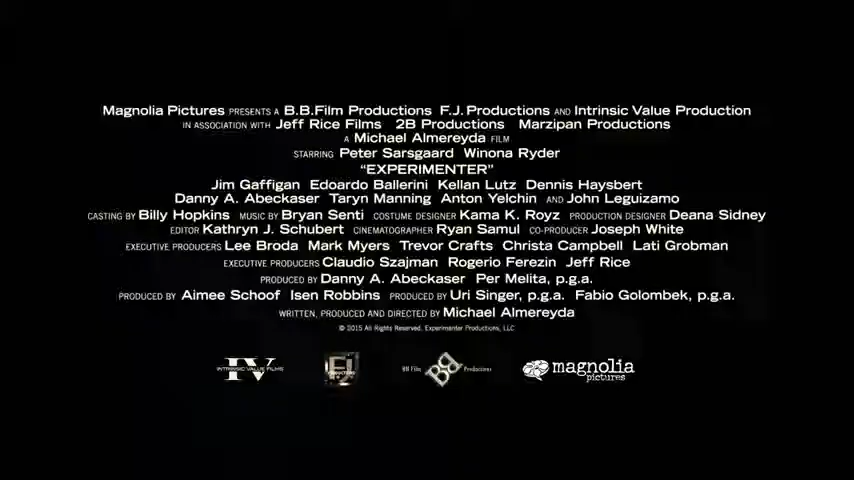 Magnolia Pictures PRESENTS A B.B.Film Productions F.J. Productions AND Intrinsic Value Production
IN ASSOCIATION WITH Jeff Rice Films 2B Productions Marzipan Productions
A Michael Almereyda FILM
STARRING Peter Sarsgaard Winona Ryder
“EXPERIMENTER”
Jim Gaffigan Edoardo Ballerini Kellan Lutz Dennis Haysbert
Danny A. Abeckaser Taryn Manning Anton Yelchin AND John Leguizamo
CASTING BY Billy Hopkins MUSIC BY Bryan Senti COSTUME DESIGNER Kama K. Royz PRODUCTION DESIGNER Deana Sidney
EDITOR Kathryn J. Schubert CINEMATOGRAPHER Ryan Samul CO-PRODUCER Joseph White
EXECUTIVE PRODUCERS Lee Broda Mark Myers Trevor Crafts Christa Campbell Lati Grobman
EXECUTIVE PRODUCERS Claudio Szajman Rogerio Ferezin Jeff Rice
PRODUCED BY Danny A. Abeckaser Per Melita, p.g.a.
PRODUCED BY Aimee Schoof Isen Robbins PRODUCED BY Uri Singer, p.g.a. Fabio Golombek, p.g.a.
WRITTEN, PRODUCED AND DIRECTED BY Michael Almereyda
© 2015 All Rights Reserved. Experimenter Productions, LLC
IV INTRINSIC VALUE FILMS
FJ PRODUCTIONS
BB Film Productions
magnolia pictures